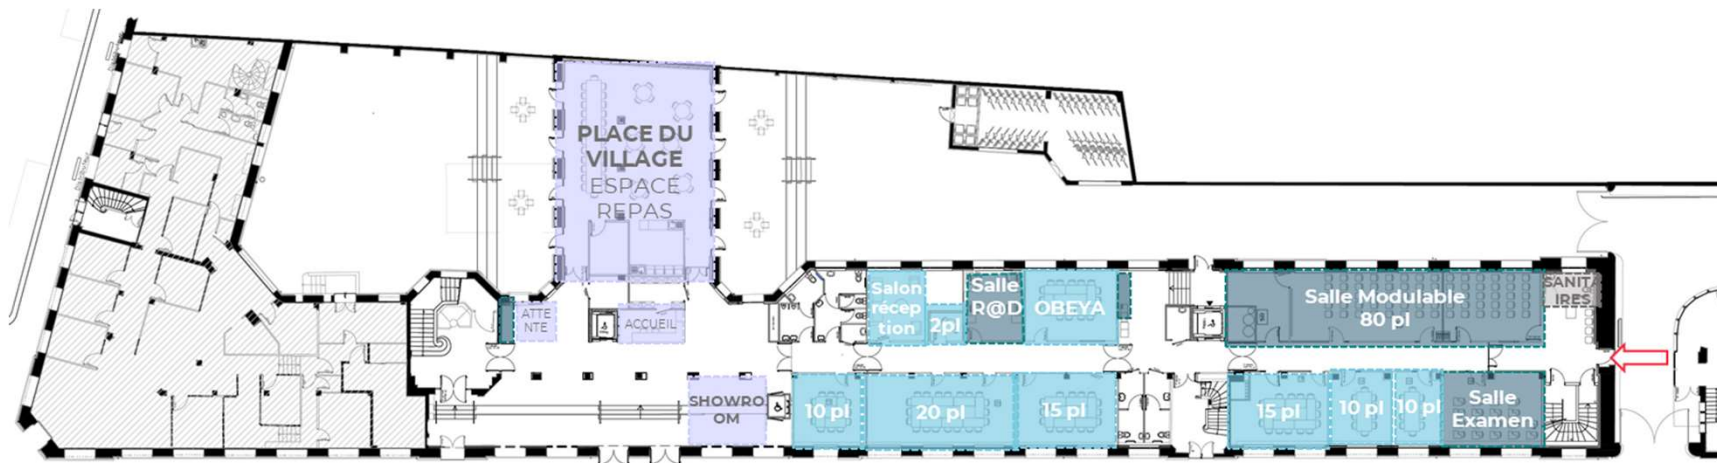 PLACE DU
VILLAGE
ESPACE
REPAS
ATTE
NTE
ACCUEIL
SHOWRO
OM
Salon
récep
tion
2pl
Salle
R@D
OBEYA
Salle Modulable
80 pl
SANITA
IRES
10 pl
20 pl
15 pl
15 pl
10 pl
10 pl
Salle
Examen